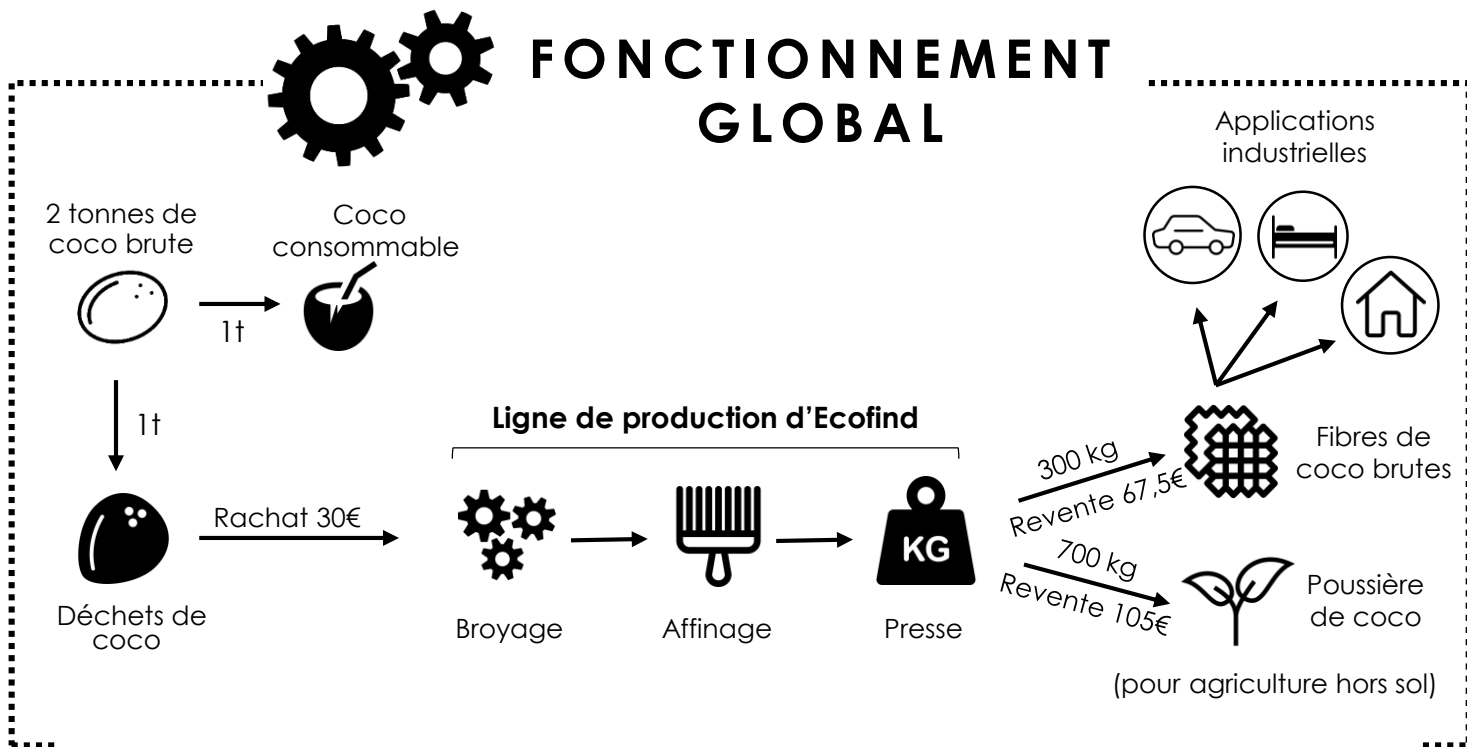 FONCTIONNEMENT
GLOBAL
2 tonnes de
coco brute
1t
Coco
consommable
1t
Déchets de
coco
Rachat 30€
Ligne de production d’Ecofind
Broyage
Affinage
KG
Presse
300 kg
Revente 67,5€
700 kg
Revente 105€
Applications
industrielles
Fibres de
coco brutes
Poussière
de coco
(pour agriculture hors sol)